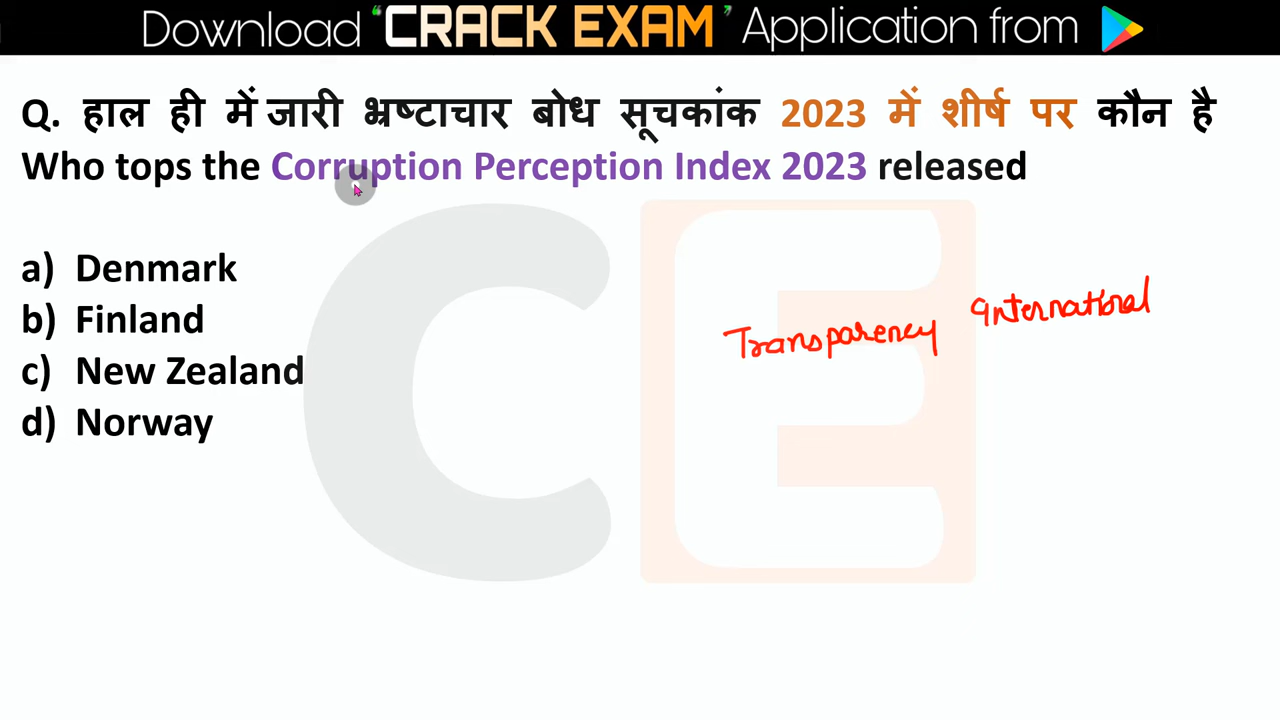 Download "CRACK EXAM" Application from
Q. हाल ही में जारी भ्रष्टाचार बोध सूचकांक 2023 में शीर्ष पर कौन है
Who tops the Corruption Perception Index 2023 released
a) Denmark
b) Finland
c) New Zealand
d) Norway
Transparency International
CE